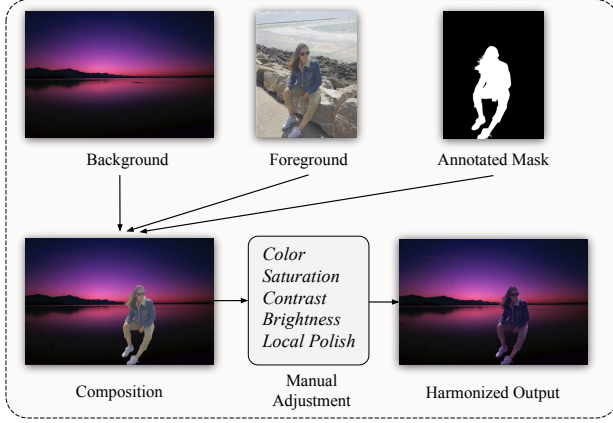 Background
Foreground
Annotated Mask
Color
Saturation
Contrast
Brightness
Local Polish
Composition
Manual
Adjustment
Harmonized Output